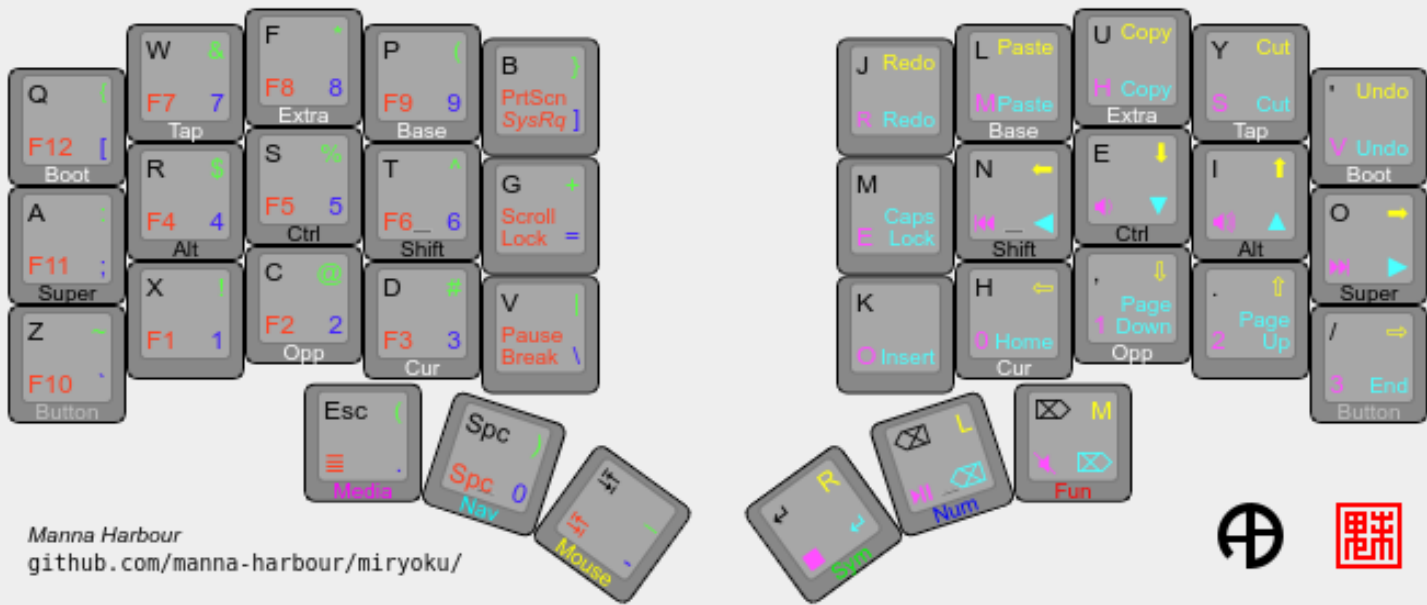 Q {
F12 [
Boot
W &
F7 7
Tap
F *
F8 8
Extra
P (
F9 9
Base
B }
PrtScn
SysRq ]
J Redo
R Redo
L Paste
M Paste
Base
U Copy
H Copy
Extra
Y Cut
S Cut
Tap
' Undo
V Undo
Boot
A :
F11 ;
Super
R $
F4 4
Alt
S %
F5 5
Ctrl
T ^
F6_ 6
Shift
G +
Scroll
Lock =
M
Caps
E Lock
N ⬅
⏮ _ ◀
Shift
E ⬇
🔉 ▼
Ctrl
I ⬆
🔊 ▲
Alt
O ➡
⏭ ▶
Super
Z ~
F10 `
Button
X !
F1 1
C @
F2 2
Opp
D #
F3 3
Cur
V |
Pause
Break \
K
O Insert
H ⇦
0 Home
Cur
, ⇩
Page
1 Down
Opp
. ⇧
Page
2 Up
/ ⇨
3 End
Button
Esc (
≣ .
Media
Spc )
Spc_ 0
Nav
↹ _
↹ -
Mouse
↵ R
■ ↵
Sym
⌫ L
⏯ _⌫
Num
⌦ M
🔇 ⌦
Fun
Manna Harbour
github.com/manna-harbour/miryoku/
魅